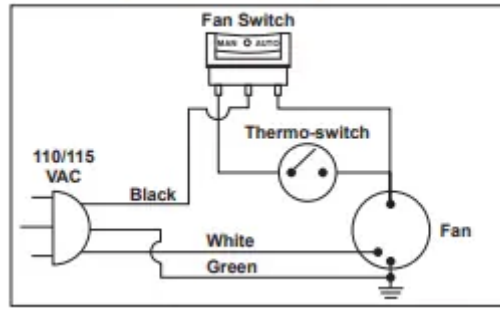 Fan Switch
MAN O AUTO
Thermo-switch
110/115
VAC
Black
White
Fan
Green